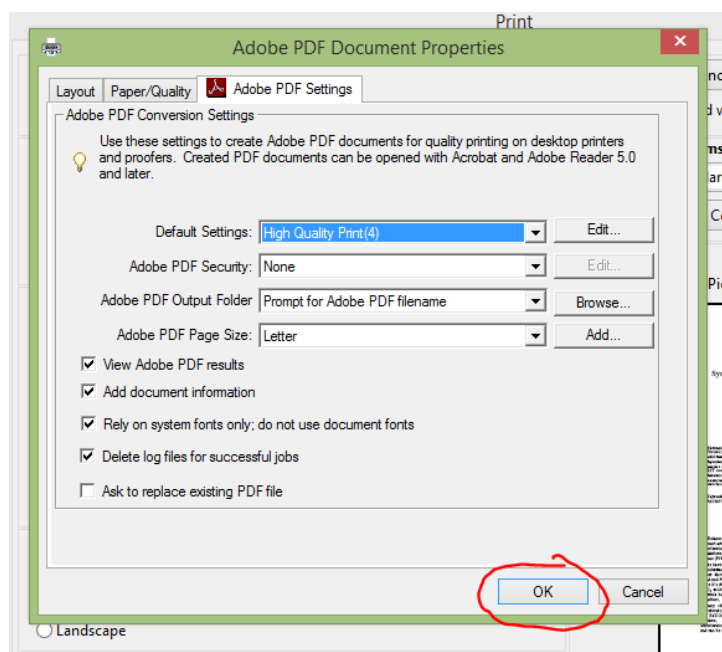 Print
Adobe PDF Document Properties
Layout
Paper/Quality
Adobe PDF Settings
Adobe PDF Conversion Settings
Use these settings to create Adobe PDF documents for quality printing on desktop printers
and proofers. Created PDF documents can be opened with Acrobat and Adobe Reader 5.0
and later.
Default Settings: High Quality Print(4) Edit...
Adobe PDF Security: None Edit...
Adobe PDF Output Folder Prompt for Adobe PDF filename Browse...
Adobe PDF Page Size: Letter Add...
View Adobe PDF results
Add document information
Rely on system fonts only; do not use document fonts
Delete log files for successful jobs
Ask to replace existing PDF file
OK Cancel
Landscape